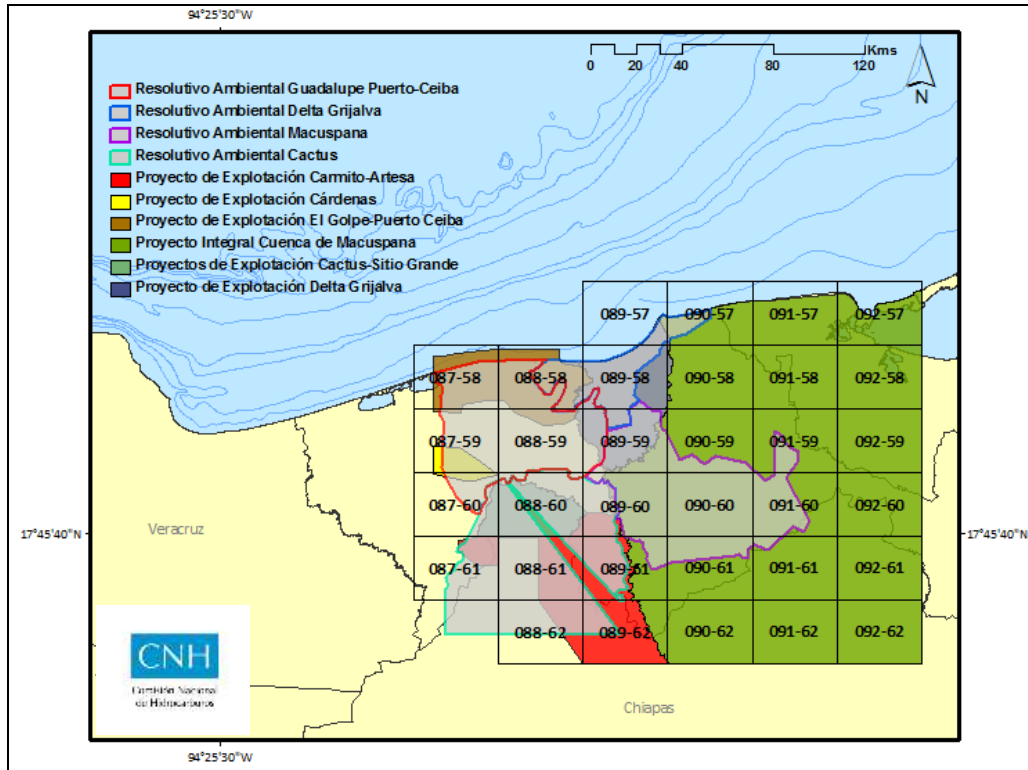 94°25'30"W
Kms
0 20 40 80 120
N
Resolutivo Ambiental Guadalupe Puerto-Ceiba
Resolutivo Ambiental Delta Grijalva
Resolutivo Ambiental Macuspana
Resolutivo Ambiental Cactus
Proyecto de Explotación Carmito-Artesa
Proyecto de Explotación Cárdenas
Proyecto de Explotación El Golpe-Puerto Ceiba
Proyecto Integral Cuenca de Macuspana
Proyectos de Explotación Cactus-Sitio Grande
Proyecto de Explotación Delta Grijalva
089-57 090-57 091-57 092-57
087-58 088-58 089-58 090-58 091-58 092-58
087-59 088-59 089-59 090-59 091-59 092-59
087-60 088-60 089-60 090-60 091-60 092-60
Veracruz
17°45'40"N 17°45'40"N
087-61 088-61 089-61 090-61 091-61 092-61
088-62 089-62 090-62 091-62 092-62
CNH
Comisión Nacional
de Hidrocarburos
Chiapas
94°25'30"W